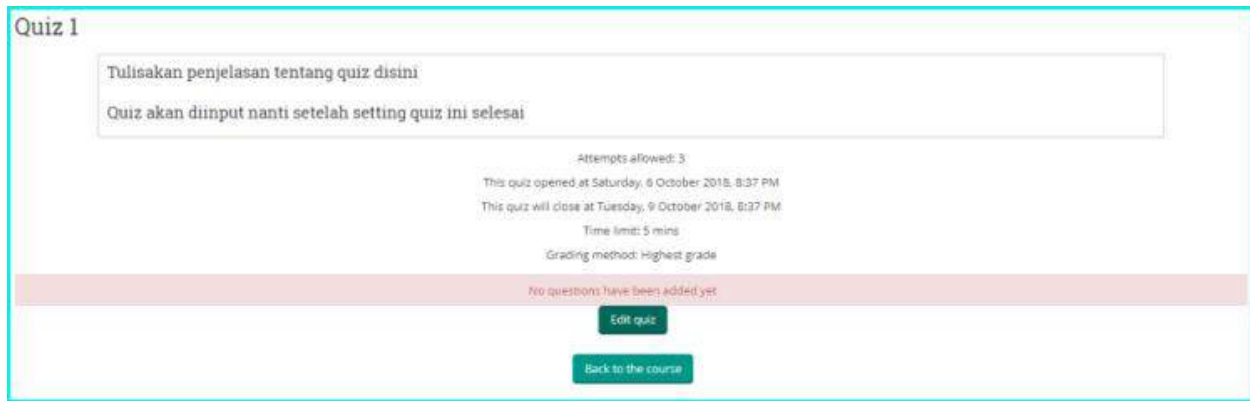 Quiz 1
Tulisakan penjelasan tentang quiz disini
Quiz akan diinput nanti setelah setting quiz ini selesai
Attempts allowed: 3
This quiz opened at Saturday, 6 October 2018, 8:37 PM
This quiz will close at Tuesday, 9 October 2018, 8:37 PM
Time limit: 5 mins
Grading method: Highest grade
No questions have been added yet
Edit quiz
Back to the course